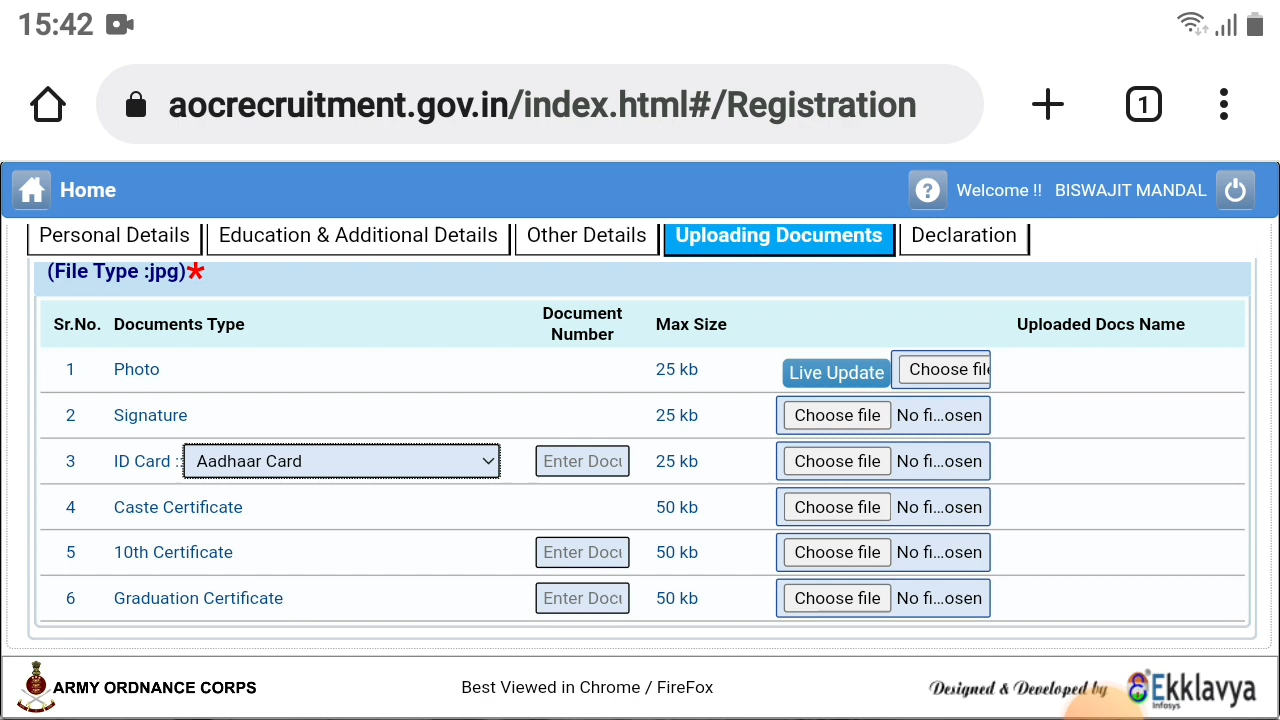 15:42
aocrecruitment.gov.in/index.html#/Registration
1
Home
? Welcome !! BISWAJIT MANDAL
Personal Details Education & Additional Details Other Details Uploading Documents Declaration
(File Type :jpg)*
Sr.No. Documents Type Document Number Max Size Uploaded Docs Name
1 Photo 25 kb Live Update Choose file
2 Signature 25 kb Choose file No fi...osen
3 ID Card :: Aadhaar Card Enter Docu 25 kb Choose file No fi...osen
4 Caste Certificate 50 kb Choose file No fi...osen
5 10th Certificate Enter Docu 50 kb Choose file No fi...osen
6 Graduation Certificate Enter Docu 50 kb Choose file No fi...osen
ARMY ORDNANCE CORPS Best Viewed in Chrome / FireFox Designed & Developed by Ekklavya
Infosys